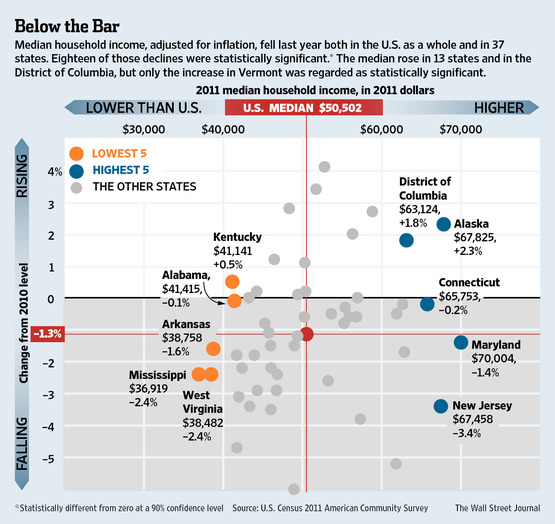 Below the Bar
Median household income, adjusted for inflation, fell last year both in the U.S. as a whole and in 37
states. Eighteen of those declines were statistically significant.* The median rose in 13 states and in the
District of Columbia, but only the increase in Vermont was regarded as statistically significant.
2011 median household income, in 2011 dollars
LOWER THAN U.S. U.S. MEDIAN $50,502 HIGHER
$30,000 $40,000 $60,000 $70,000
RISING
Change from 2010 level
FALLING
4%
3
2
1
0
–1.3%
–2
–3
–4
–5
LOWEST 5
HIGHEST 5
THE OTHER STATES
District of
Columbia
$63,124,
+1.8%
Alaska
$67,825,
+2.3%
Kentucky
$41,141
+0.5%
Alabama,
$41,415,
–0.1%
Connecticut
$65,753,
–0.2%
Arkansas
$38,758
–1.6%
Maryland
$70,004,
–1.4%
Mississippi
$36,919
–2.4%
West
Virginia
$38,482
–2.4%
New Jersey
$67,458
–3.4%
*Statistically different from zero at a 90% confidence level Source: U.S. Census 2011 American Community Survey The Wall Street Journal